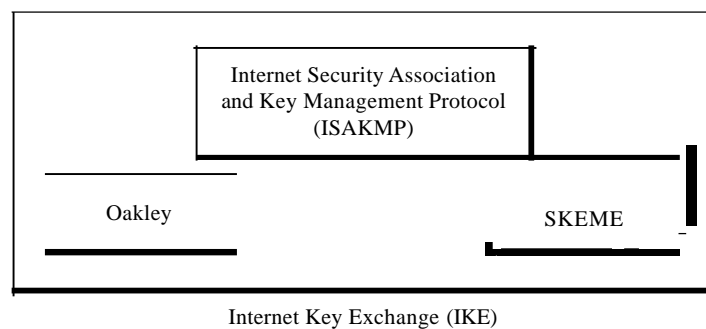 Internet Security Association
and Key Management Protocol
(ISAKMP)
Oakley
SKEME
Internet Key Exchange (IKE)